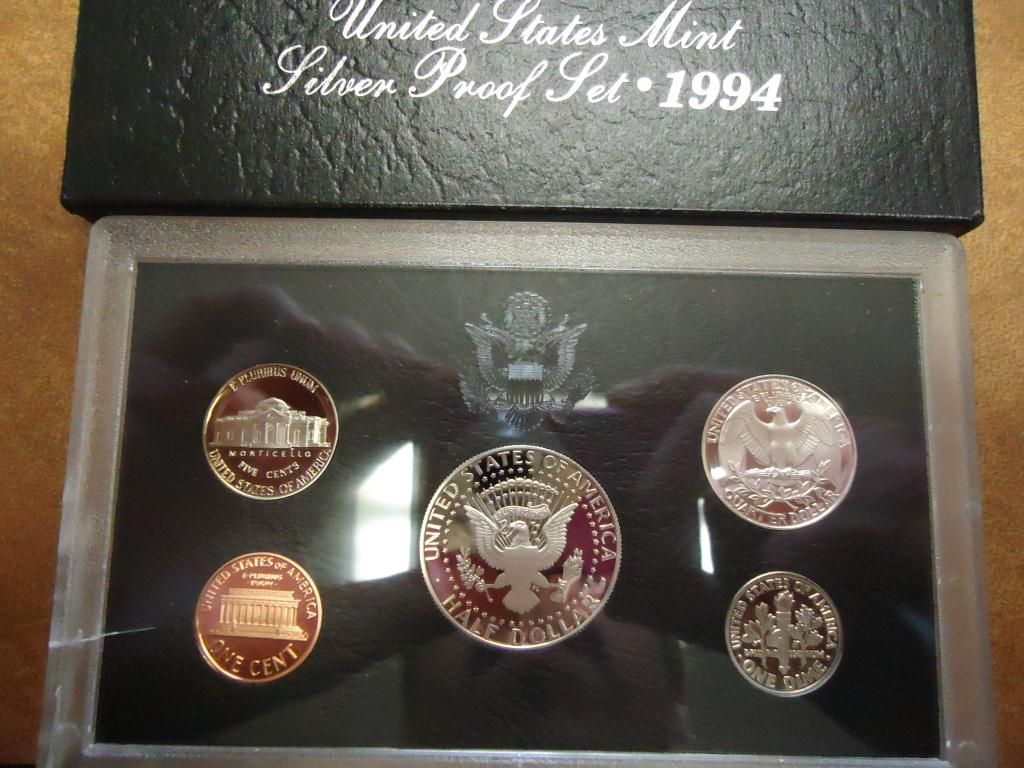 United States Mint
Silver Proof Set • 1994
E PLURIBUS UNUM
MONTICELLO
FIVE CENTS
UNITED STATES OF AMERICA
UNITED STATES OF AMERICA
HALF DOLLAR
UNITED STATES OF AMERICA
QUARTER DOLLAR
UNITED STATES OF AMERICA
E·PLURIBUS
·UNUM·
ONE CENT
UNITED STATES OF AMERICA
ONE DIME